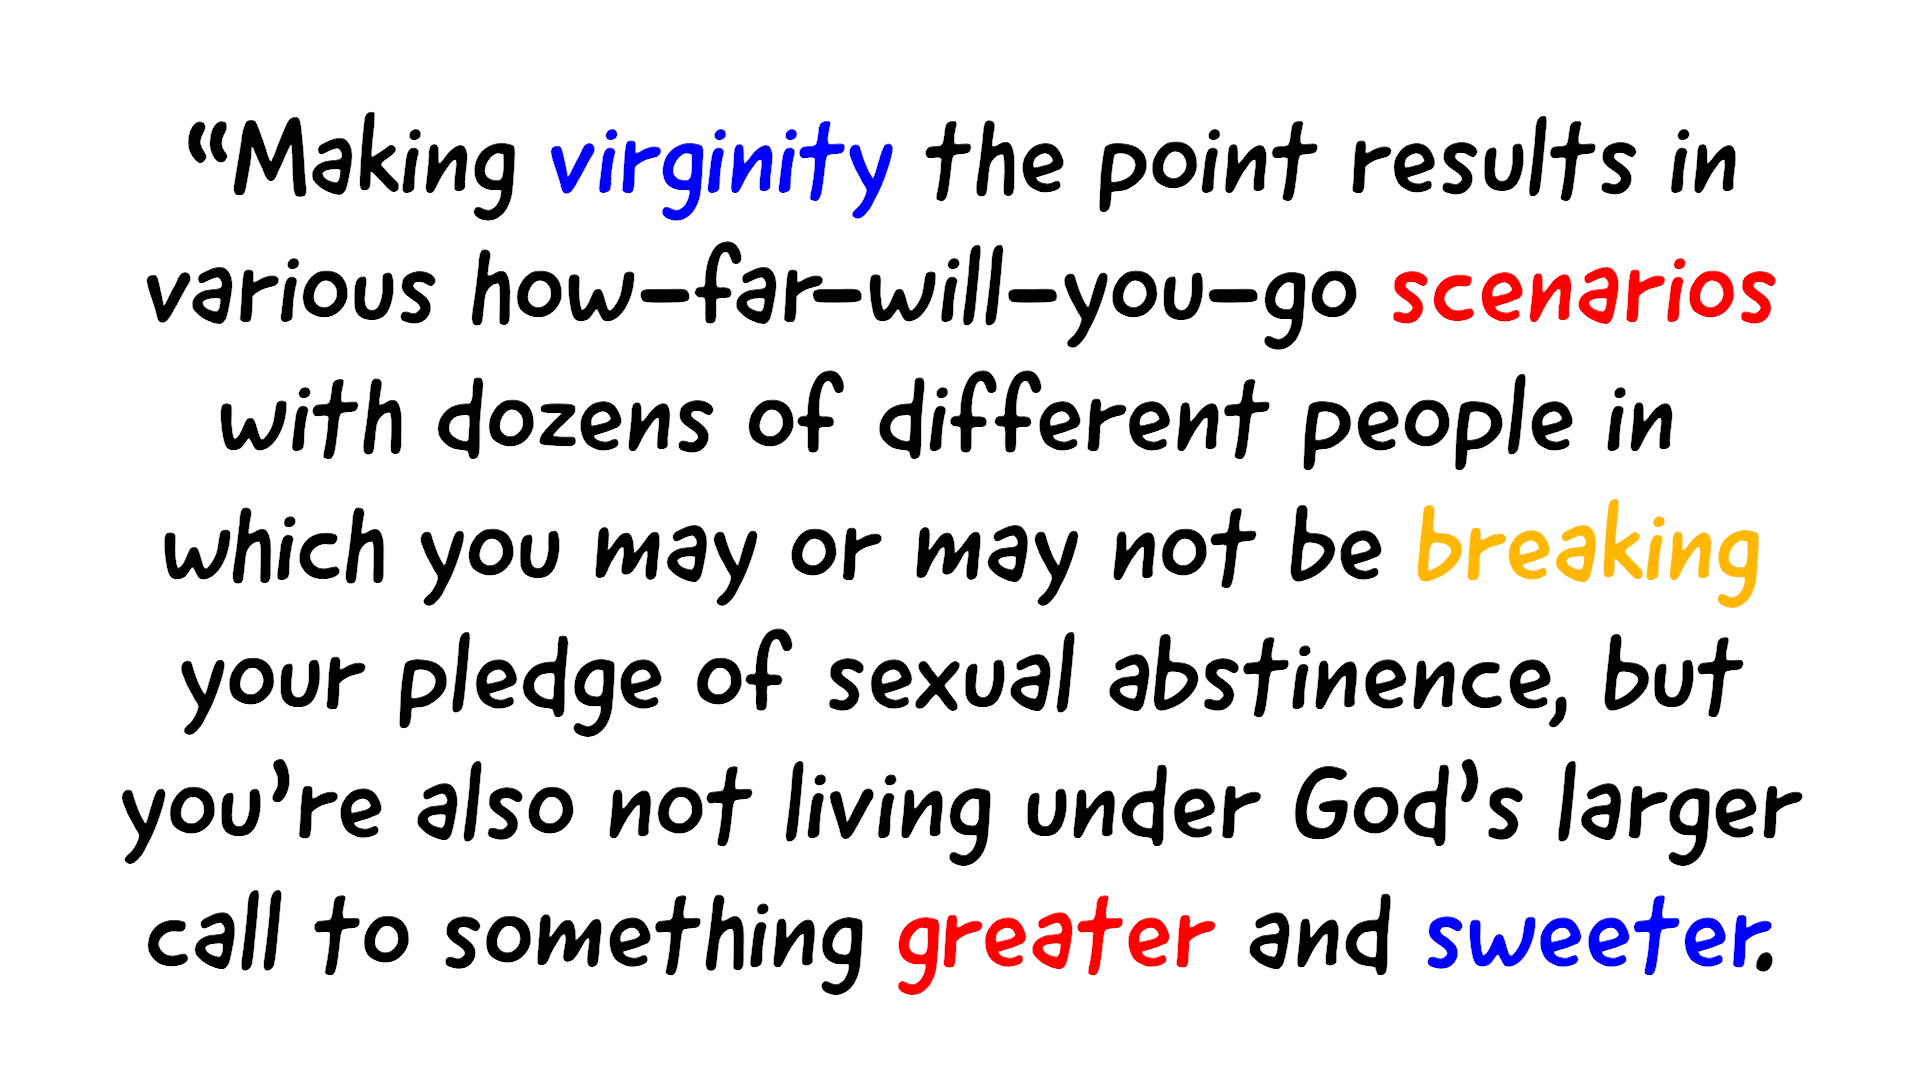 “Making virginity the point results in
various how-far-will-you-go scenarios
with dozens of different people in
which you may or may not be breaking
your pledge of sexual abstinence, but
you’re also not living under God’s larger
call to something greater and sweeter.